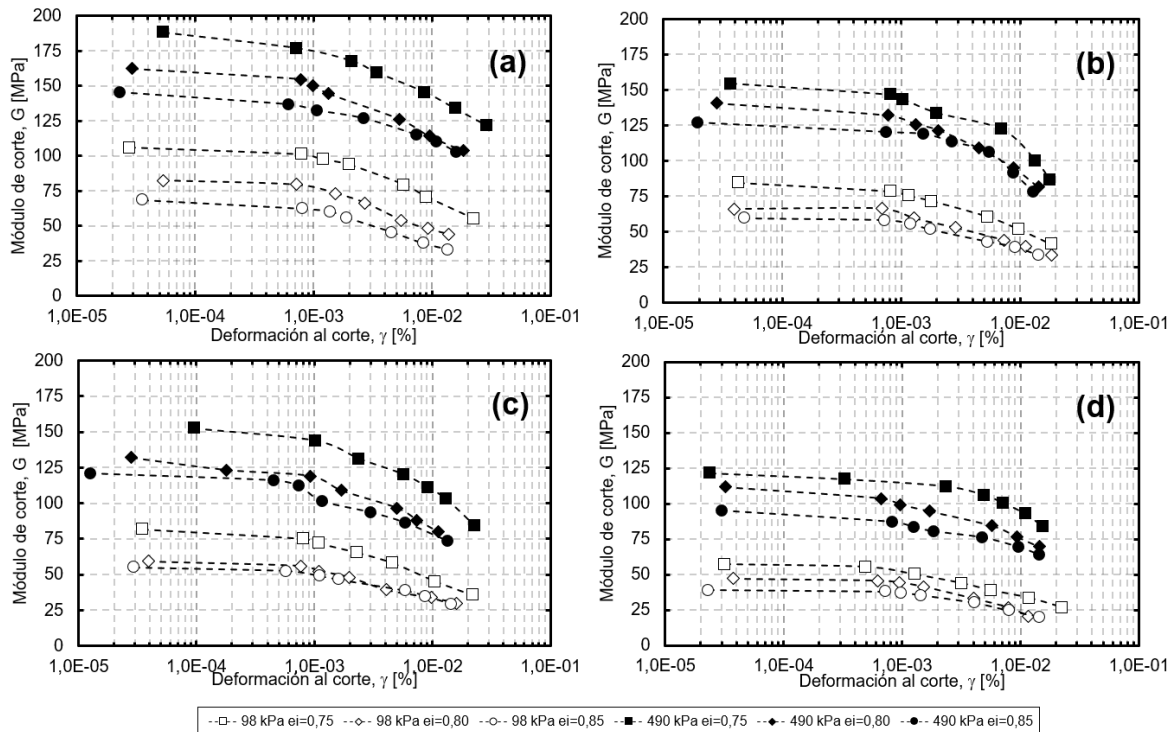 200
175
150
125
100
75
50
25
0
Módulo de corte, G [MPa]
(a)
1,0E-05 1,0E-04 1,0E-03 1,0E-02 1,0E-01
Deformación al corte, γ [%]
200
175
150
125
100
75
50
25
0
Módulo de corte, G [MPa]
(b)
1,0E-05 1,0E-04 1,0E-03 1,0E-02 1,0E-01
Deformación al corte, γ [%]
200
175
150
125
100
75
50
25
0
Módulo de corte, G [MPa]
(c)
1,0E-05 1,0E-04 1,0E-03 1,0E-02 1,0E-01
Deformación al corte, γ [%]
200
175
150
125
100
75
50
25
0
Módulo de corte, G [MPa]
(d)
1,0E-05 1,0E-04 1,0E-03 1,0E-02 1,0E-01
Deformación al corte, γ [%]
98 kPa ei=0,75 98 kPa ei=0,80 98 kPa ei=0,85 490 kPa ei=0,75 490 kPa ei=0,80 490 kPa ei=0,85